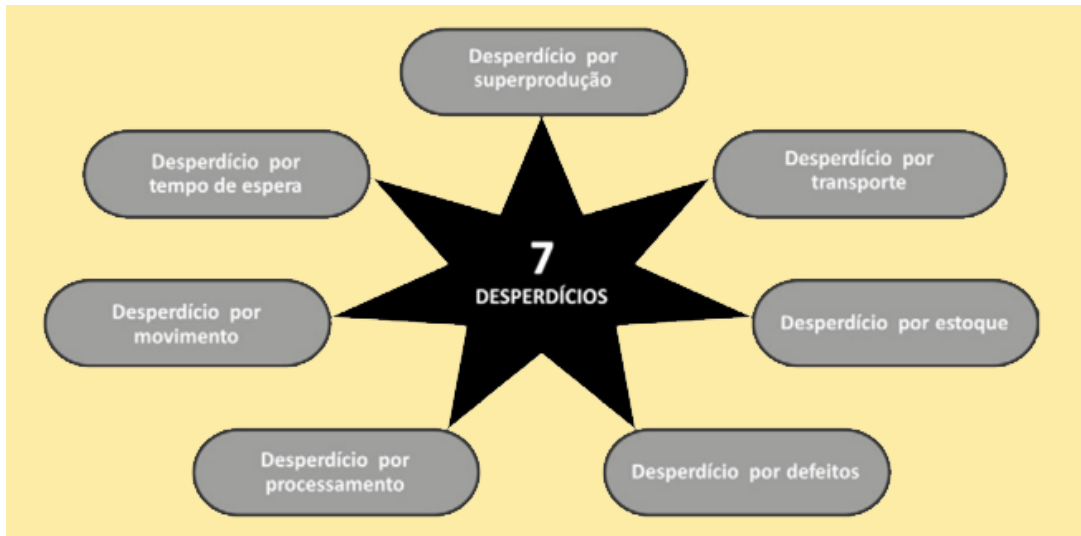 Desperdício por
superprodução
Desperdício por
tempo de espera
Desperdício por
transporte
7
DESPERDÍCIOS
Desperdício por
movimento
Desperdício por estoque
Desperdício por
processamento
Desperdício por defeitos